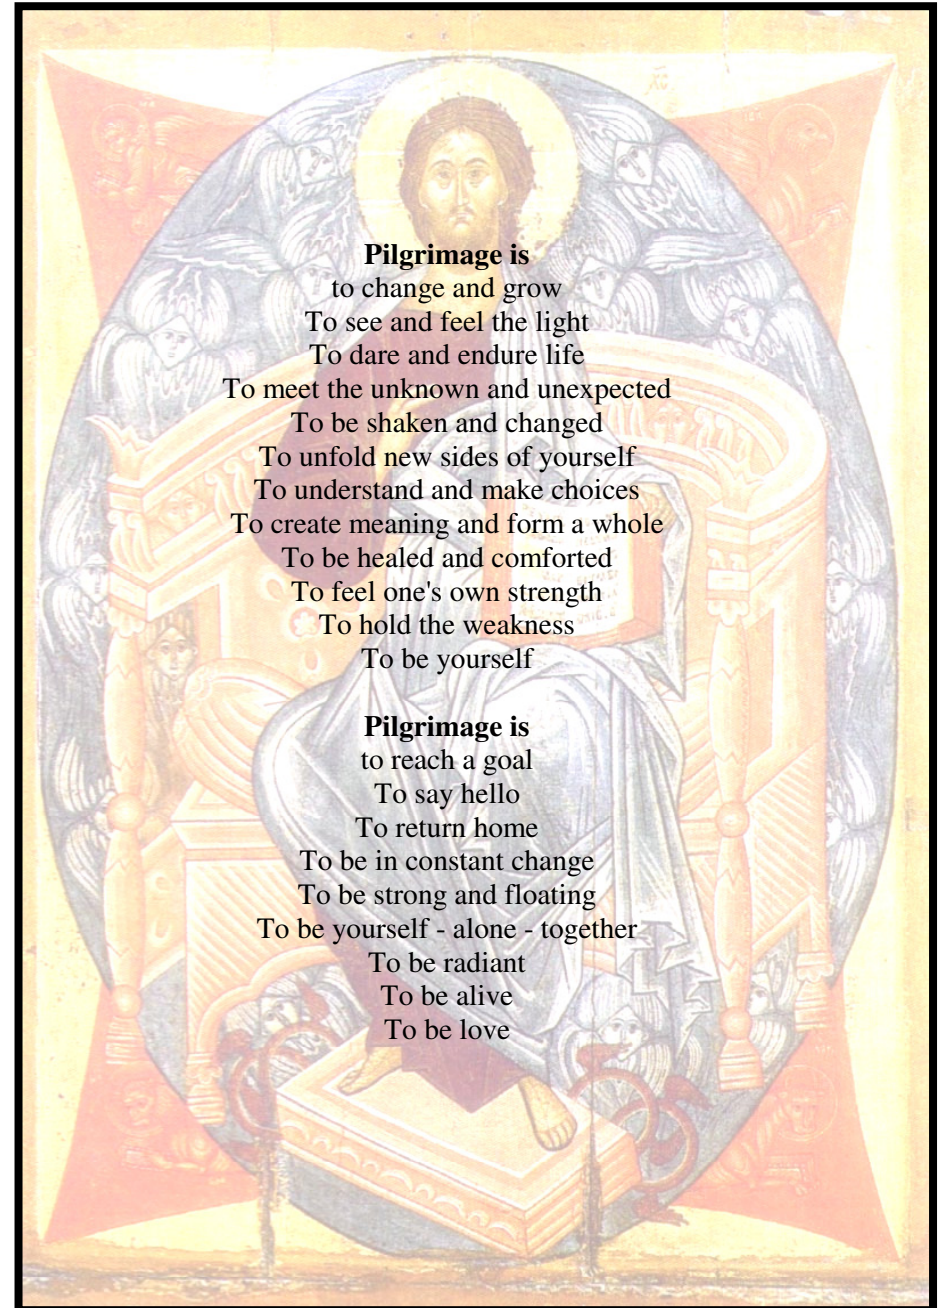 Pilgrimage is
to change and grow
To see and feel the light
To dare and endure life
To meet the unknown and unexpected
To be shaken and changed
To unfold new sides of yourself
To understand and make choices
To create meaning and form a whole
To be healed and comforted
To feel one's own strength
To hold the weakness
To be yourself
Pilgrimage is
to reach a goal
To say hello
To return home
To be in constant change
To be strong and floating
To be yourself - alone - together
To be radiant
To be alive
To be love